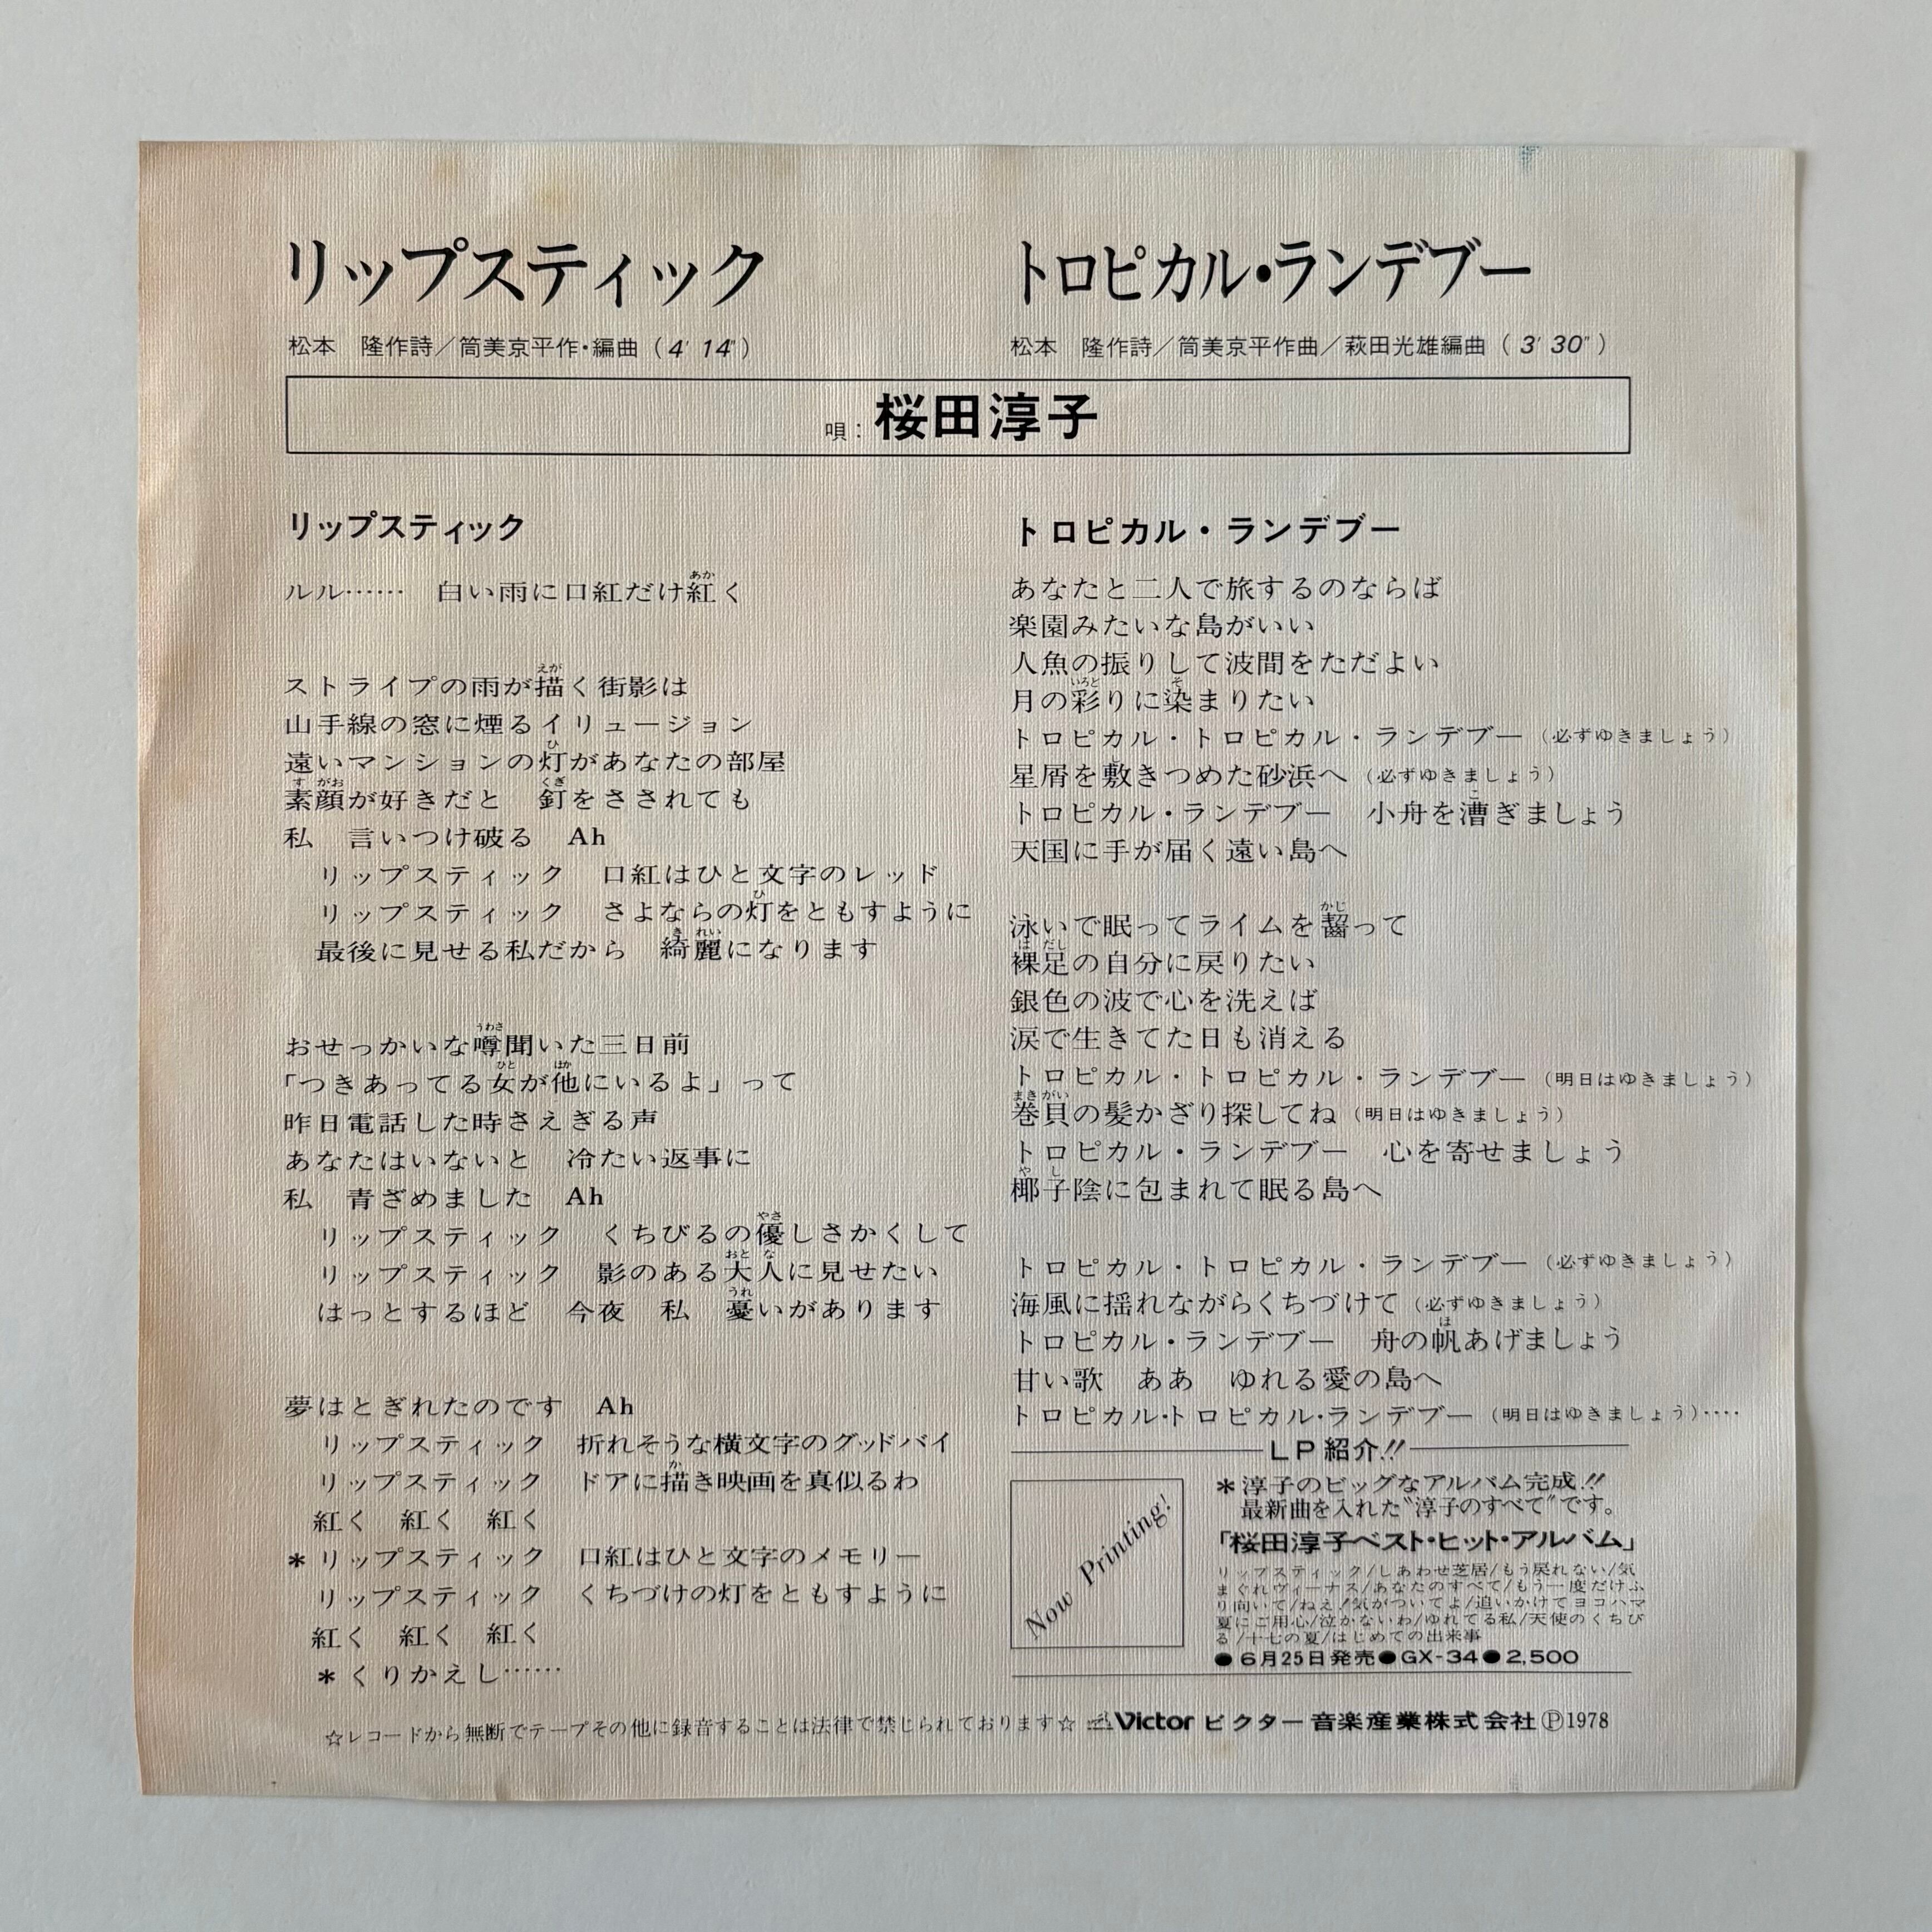 リップスティック
松本　隆作詩／筒美京平作・編曲（4′14″）
トロピカル・ランデブー
松本　隆作詩／筒美京平作曲／萩田光雄編曲（3′30″）
唄：桜田淳子
リップスティック
ルル……　白い雨に口紅だけ紅く
ストライプの雨が描く街影は
山手線の窓に煙るイリュージョン
遠いマンションの灯があなたの部屋
素顔が好きだと　釘をさされても
私　言いつけ破る　Ah
リップスティック　口紅はひと文字のレッド
リップスティック　さよならの灯をともすように
最後に見せる私だから　綺麗になります
おせっかいな噂聞いた三日前
「つきあってる女が他にいるよ」って
昨日電話した時さえぎる声
あなたはいないと　冷たい返事に
私　青ざめました　Ah
リップスティック　くちびるの優しさかくして
リップスティック　影のある大人に見せたい
はっとするほど　今夜　私　憂いがあります
夢はとぎれたのです　Ah
リップスティック　折れそうな横文字のグッドバイ
リップスティック　ドアに描き映画を真似るわ
紅く　紅く　紅く
＊リップスティック　口紅はひと文字のメモリー
リップスティック　くちづけの灯をともすように
紅く　紅く　紅く
＊くりかえし……
トロピカル・ランデブー
あなたと二人で旅するのならば
楽園みたいな島がいい
人魚の振りして波間をただよい
月の彩りに染まりたい
トロピカル・トロピカル・ランデブー（必ずゆきましょう）
星屑を敷きつめた砂浜へ（必ずゆきましょう）
トロピカル・ランデブー　小舟を漕ぎましょう
天国に手が届く遠い島へ
泳いで眠ってライムを齧って
裸足の自分に戻りたい
銀色の波で心を洗えば
涙で生きてた日も消える
トロピカル・トロピカル・ランデブー（明日はゆきましょう）
巻貝の髪かざり探してね（明日はゆきましょう）
トロピカル・ランデブー　心を寄せましょう
椰子陰に包まれて眠る島へ
トロピカル・トロピカル・ランデブー（必ずゆきましょう）
海風に揺れながらくちづけて（必ずゆきましょう）
トロピカル・ランデブー　舟の帆あげましょう
甘い歌　ああ　ゆれる愛の島へ
トロピカル・トロピカル・ランデブー（明日はゆきましょう）‥‥
LP紹介!!
Now Printing!
＊淳子のビッグなアルバム完成!!
最新曲を入れた〝淳子のすべて″です。
「桜田淳子ベスト・ヒット・アルバム」
リップスティック/しあわせ芝居/もう戻れない/気
まぐれヴィーナス/あなたのすべて/もう一度だけふ
り向いて/ねえ!気がついてよ/追いかけてヨコハマ
夏にご用心/泣かないわ/ゆれてる私/天使のくちび
る/十七の夏/はじめての出来事
●6月25日発売●GX-34●2,500
☆レコードから無断でテープその他に録音することは法律で禁じられております☆
Victor ビクター音楽産業株式会社Ⓟ1978